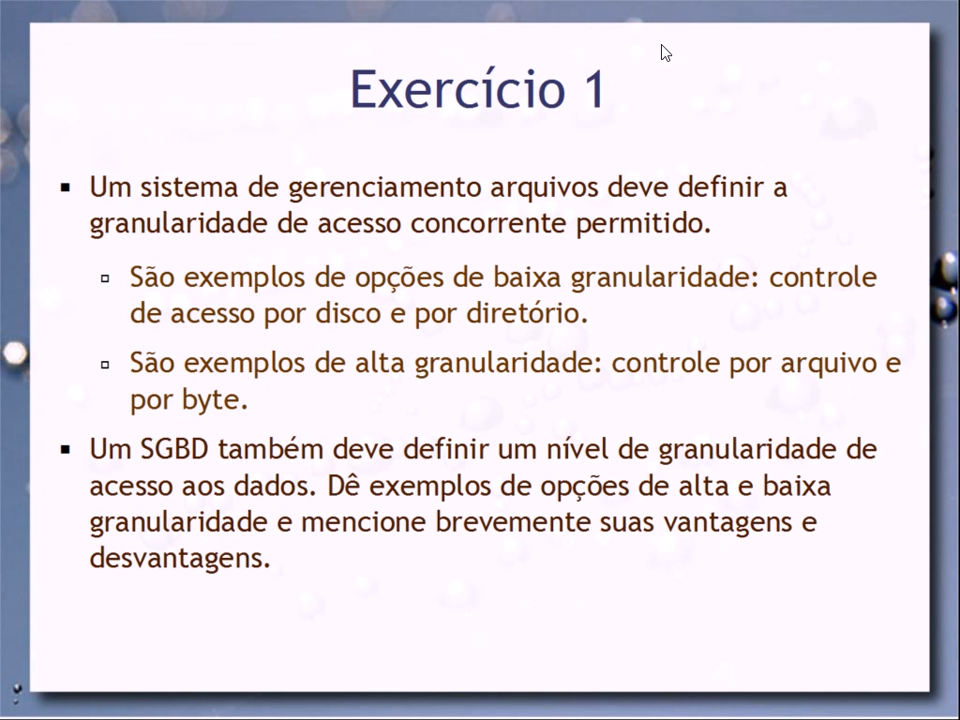 Exercício 1
Um sistema de gerenciamento arquivos deve definir a
granularidade de acesso concorrente permitido.
São exemplos de opções de baixa granularidade: controle
de acesso por disco e por diretório.
São exemplos de alta granularidade: controle por arquivo e
por byte.
Um SGBD também deve definir um nível de granularidade de
acesso aos dados. Dê exemplos de opções de alta e baixa
granularidade e mencione brevemente suas vantagens e
desvantagens.